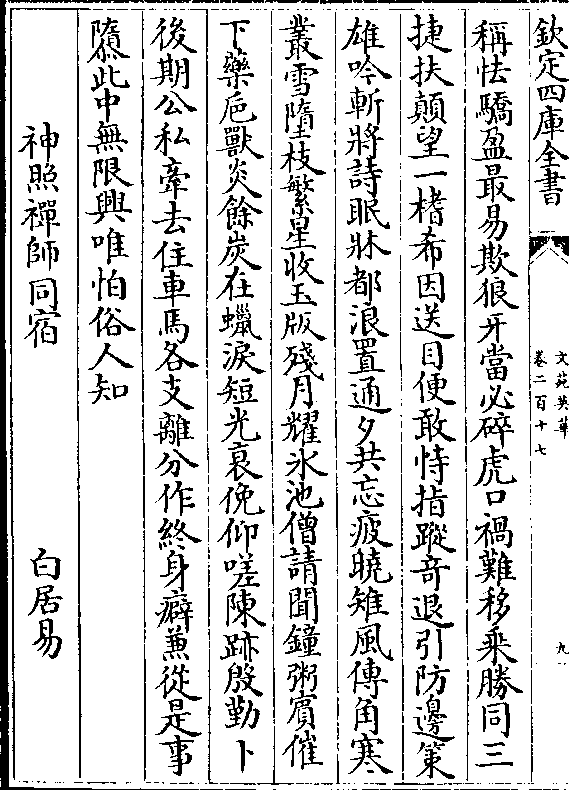 欽定四庫全書
文苑英華
卷二百十七
九
稱怯驕盈最易欺狼牙當必碎虎口禍難移乘勝同三
捷扶顛望一榰希因送目便敢恃指蹤奇退引防邊策
雄吟斬將詩眠牀都浪置通夕共忘疲曉雉風傳角寒
叢雪墮枝繁星收玉版殘月耀氷池僧請聞鐘粥賓催
下藥巵獸炎餘炭在蠟淚短光衰俛仰嗟陳跡殷勤卜
後期公私牽去住車馬各支離分作終身癖兼從是事
隳此中無限興唯怕俗人知
神照禪師同宿
白居易